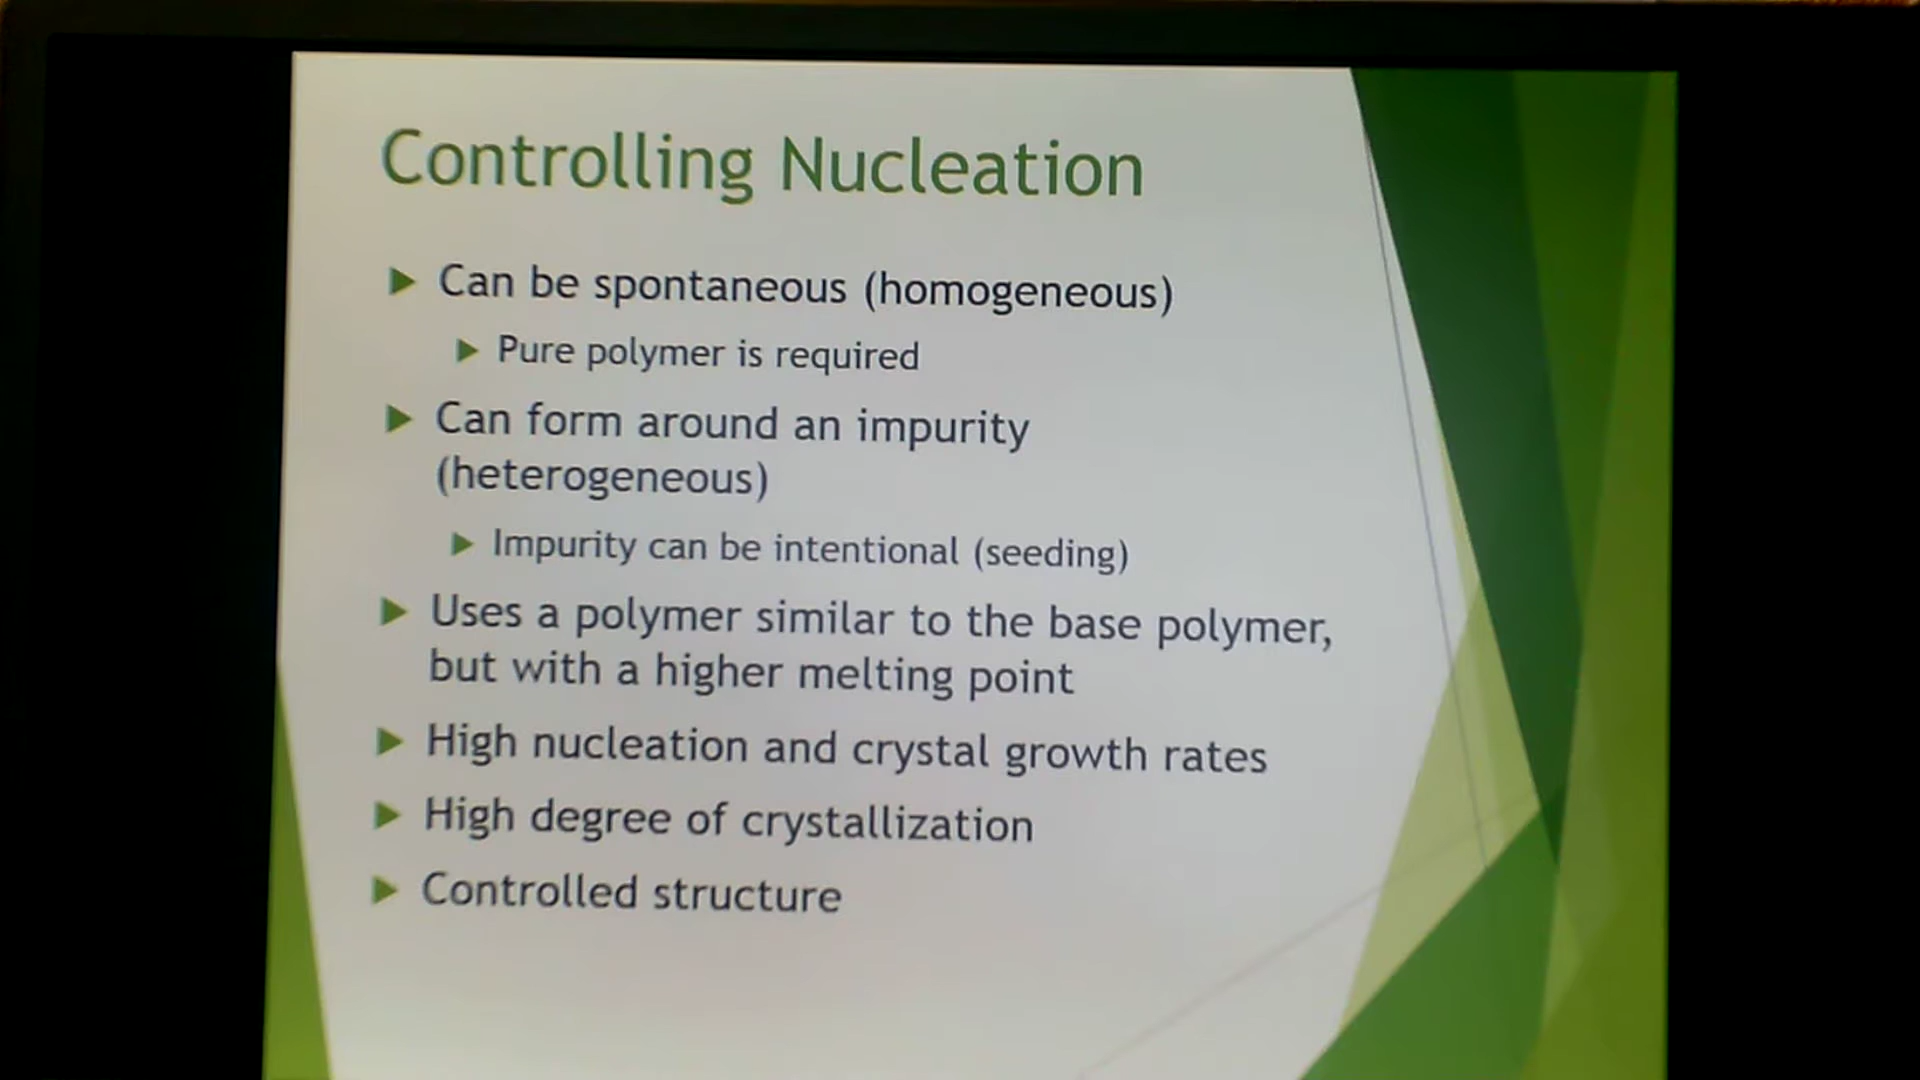 Controlling Nucleation
Can be spontaneous (homogeneous)
Pure polymer is required
Can form around an impurity
(heterogeneous)
Impurity can be intentional (seeding)
Uses a polymer similar to the base polymer,
but with a higher melting point
High nucleation and crystal growth rates
High degree of crystallization
Controlled structure